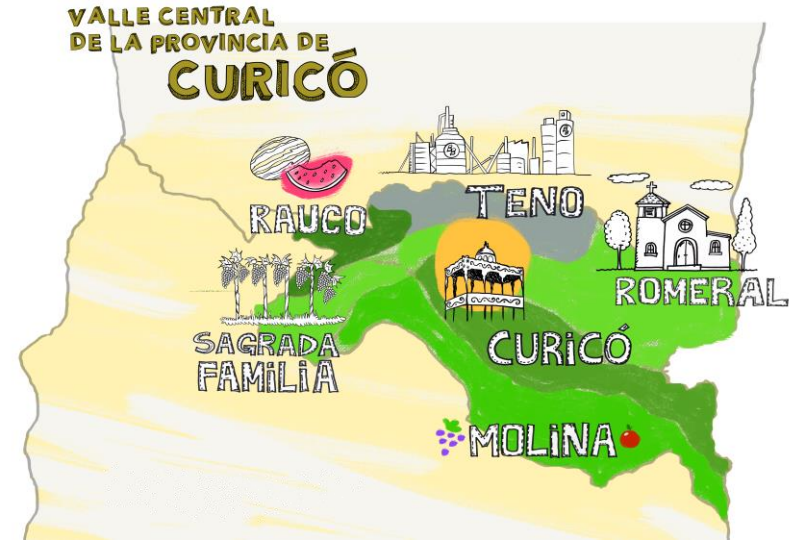 VALLE CENTRAL
DE LA PROVINCIA DE
CURICÓ
TENO
RAUCO
ROMERAL
SAGRADA
FAMiLiA
CURiCÓ
MOLiNA